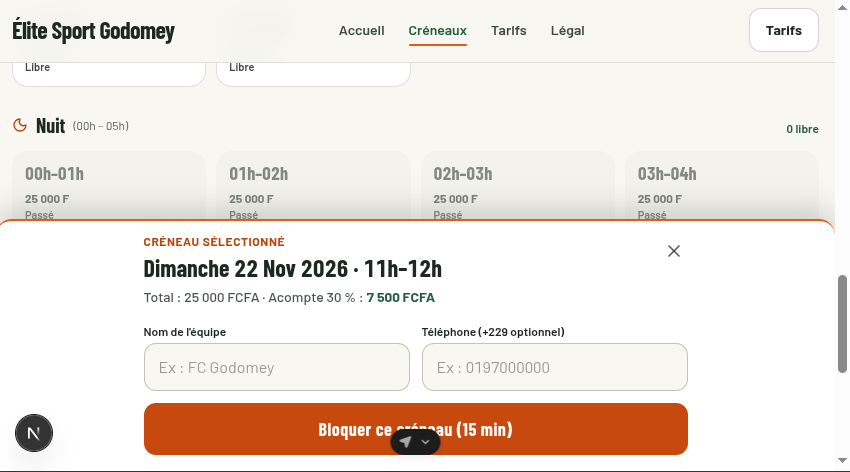 Élite Sport Godomey
Accueil
Créneaux
Tarifs
Légal
Tarifs
Libre
Libre
Nuit (00h – 05h)
0 libre
00h–01h
25 000 F
Passé
01h–02h
25 000 F
Passé
02h–03h
25 000 F
Passé
03h–04h
25 000 F
Passé
CRÉNEAU SÉLECTIONNÉ
Dimanche 22 Nov 2026 · 11h–12h
Total : 25 000 FCFA · Acompte 30 % : 7 500 FCFA
Nom de l'équipe
Téléphone (+229 optionnel)
Ex : FC Godomey
Ex : 0197000000
Bloquer ce créneau (15 min)
N